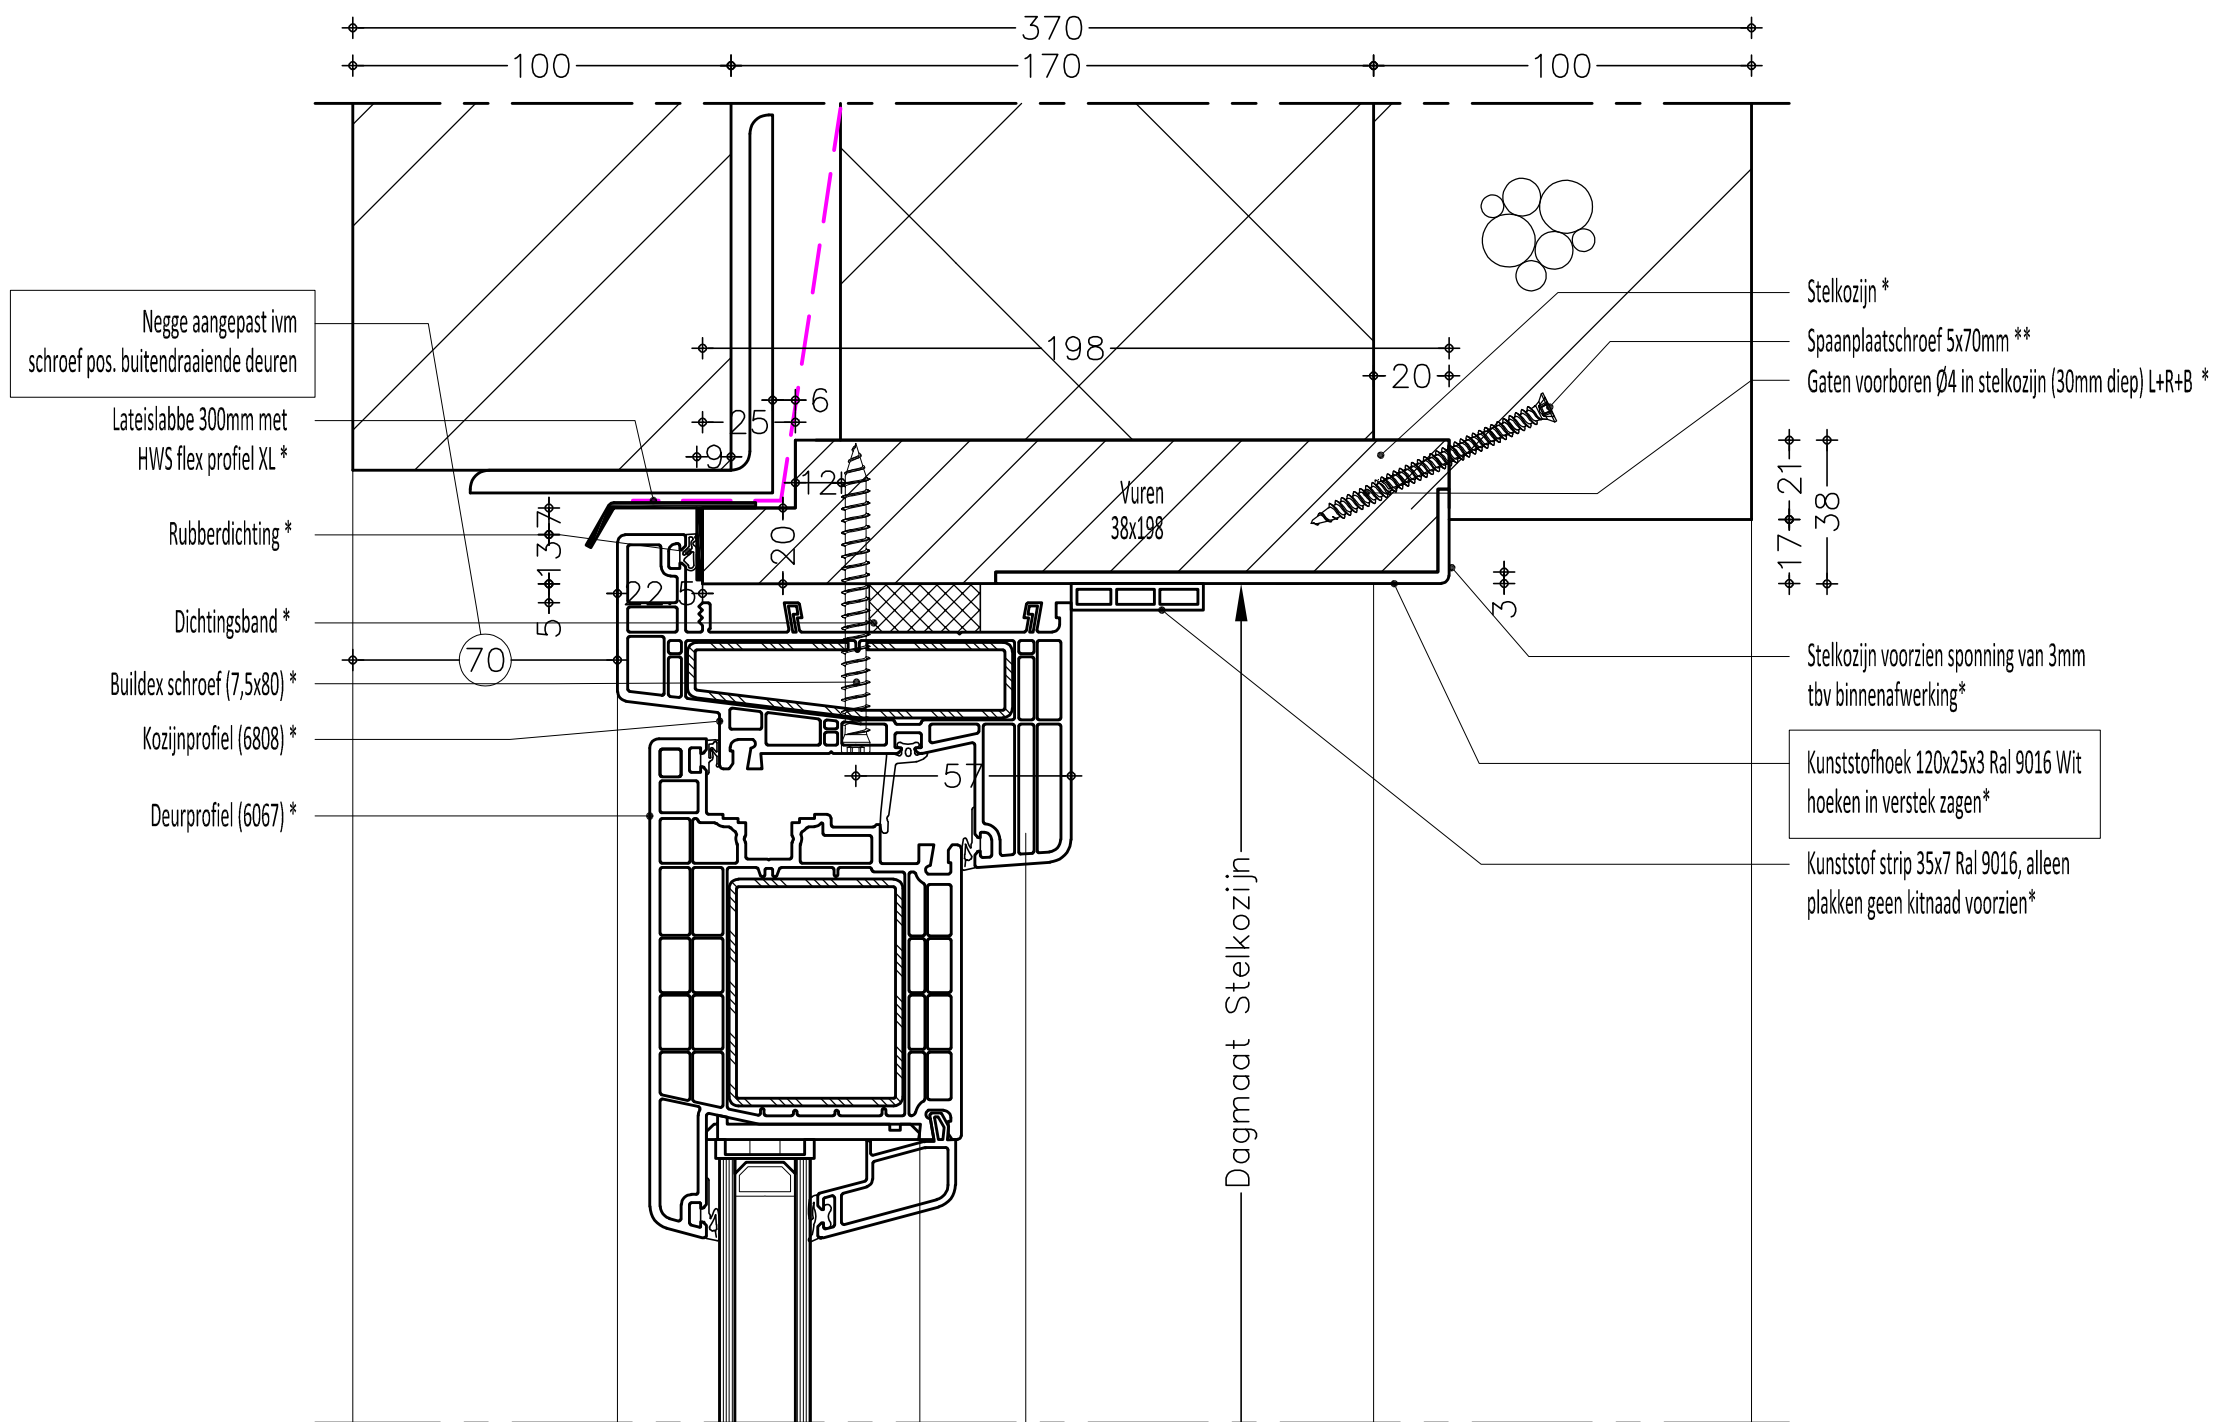 370
100
170
100
Negge aangepast ivm
schroef pos. buitendraaiende deuren
Lateislabbe 300mm met
HWS flex profiel XL *
Rubberdichting *
Dichtingsband *
Buildex schroef (7,5x80) *
Kozijnprofiel (6808) *
Deurprofiel (6067) *
198
20
6
25
9
12
20
7
13
5
22.5
70
57
Vuren
38x198
Dagmaat Stelkozijn
3
21
17
38
Stelkozijn *
Spaanplaatschroef 5x70mm **
Gaten voorboren Ø4 in stelkozijn (30mm diep) L+R+B *
Stelkozijn voorzien sponning van 3mm
tbv binnenafwerking*
Kunststofhoek 120x25x3 Ral 9016 Wit
hoeken in verstek zagen*
Kunststof strip 35x7 Ral 9016, alleen
plakken geen kitnaad voorzien*